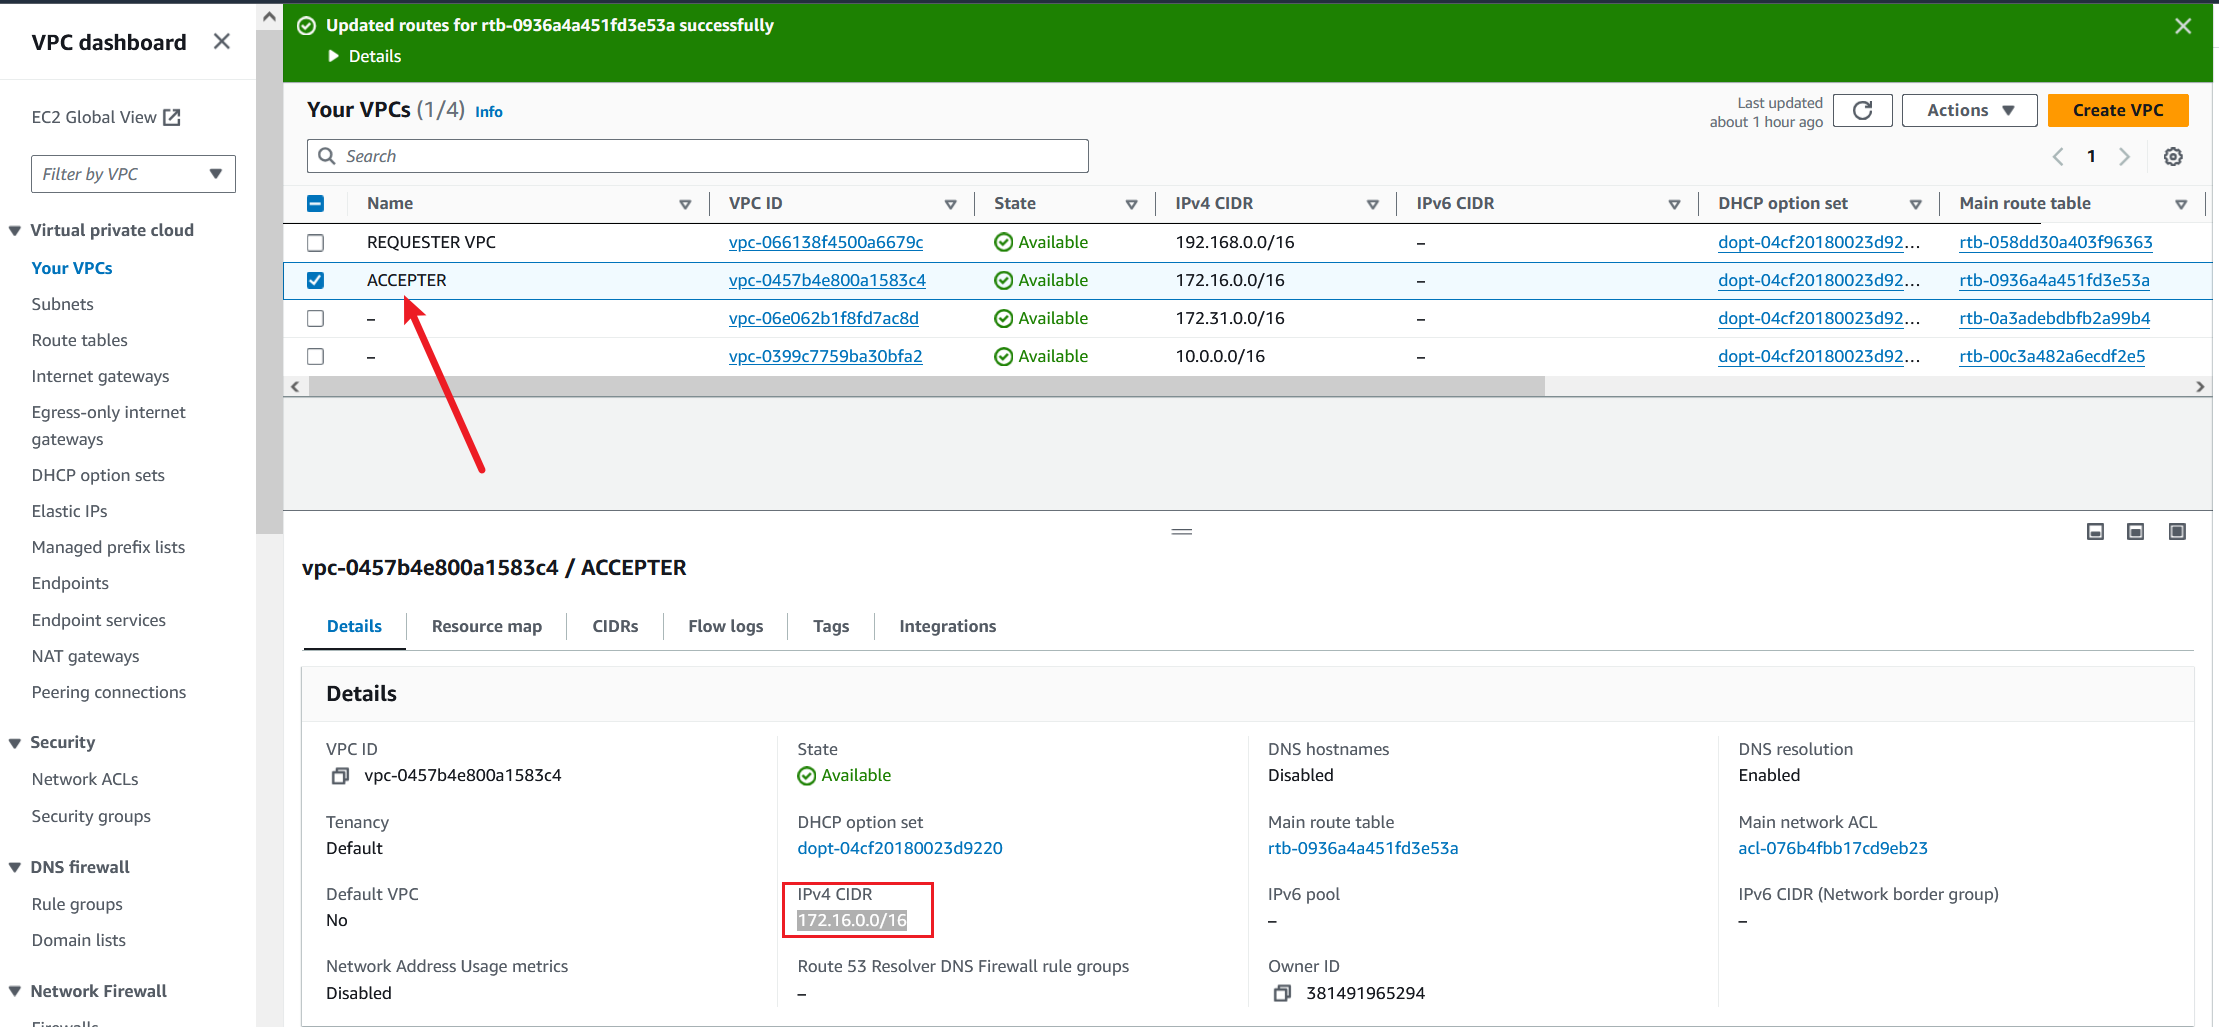 VPC dashboard
EC2 Global View
Filter by VPC
Virtual private cloud
Your VPCs
Subnets
Route tables
Internet gateways
Egress-only internet
gateways
DHCP option sets
Elastic IPs
Managed prefix lists
Endpoints
Endpoint services
NAT gateways
Peering connections
Security
Network ACLs
Security groups
DNS firewall
Rule groups
Domain lists
Network Firewall
Firewalls
Updated routes for rtb-0936a4a451fd3e53a successfully
Details
Your VPCs (1/4) Info
Last updated
about 1 hour ago
Actions
Create VPC
Search
1
Name VPC ID State IPv4 CIDR IPv6 CIDR DHCP option set Main route table
REQUESTER VPC vpc-066138f4500a6679c Available 192.168.0.0/16 – dopt-04cf20180023d92... rtb-058dd30a403f96363
ACCEPTER vpc-0457b4e800a1583c4 Available 172.16.0.0/16 – dopt-04cf20180023d92... rtb-0936a4a451fd3e53a
– vpc-06e062b1f8fd7ac8d Available 172.31.0.0/16 – dopt-04cf20180023d92... rtb-0a3adebdbfb2a99b4
– vpc-0399c7759ba30bfa2 Available 10.0.0.0/16 – dopt-04cf20180023d92... rtb-00c3a482a6ecdf2e5
vpc-0457b4e800a1583c4 / ACCEPTER
Details Resource map CIDRs Flow logs Tags Integrations
Details
VPC ID State DNS hostnames DNS resolution
vpc-0457b4e800a1583c4 Available Disabled Enabled
Tenancy DHCP option set Main route table Main network ACL
Default dopt-04cf20180023d9220 rtb-0936a4a451fd3e53a acl-076b4fbb17cd9eb23
Default VPC IPv4 CIDR IPv6 pool IPv6 CIDR (Network border group)
No 172.16.0.0/16 – –
Network Address Usage metrics Route 53 Resolver DNS Firewall rule groups Owner ID
Disabled – 381491965294